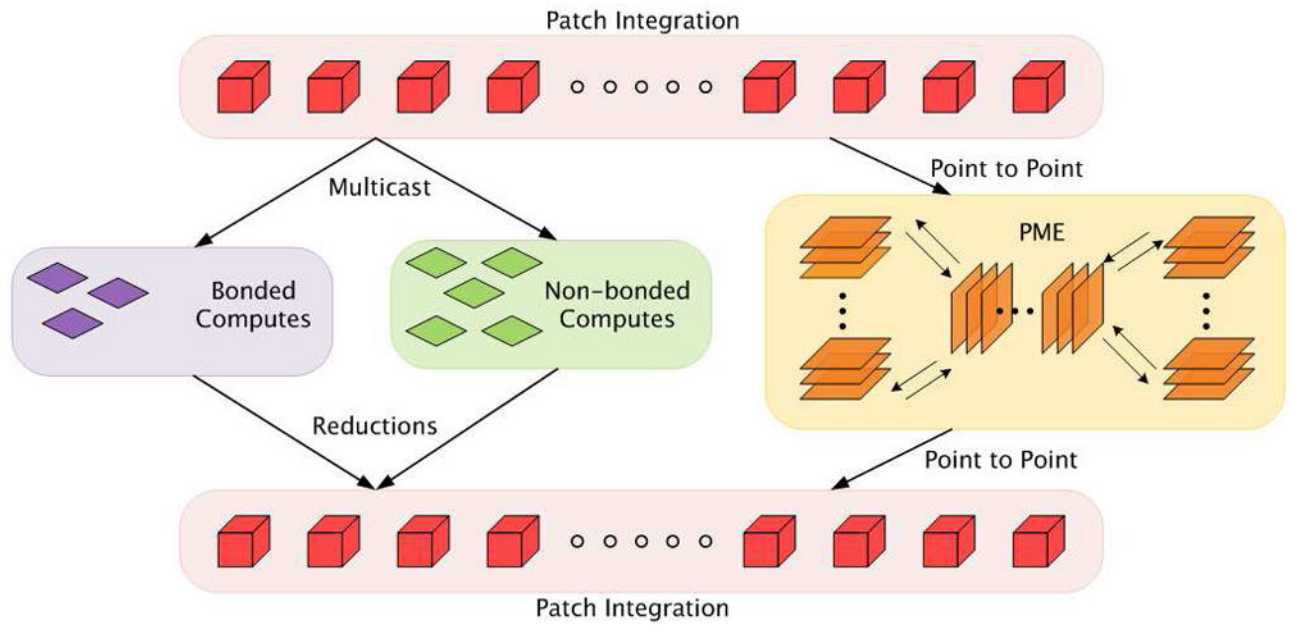 Patch Integration
Multicast
Point to Point
Bonded
Computes
Non-bonded
Computes
PME
Reductions
Point to Point
Patch Integration